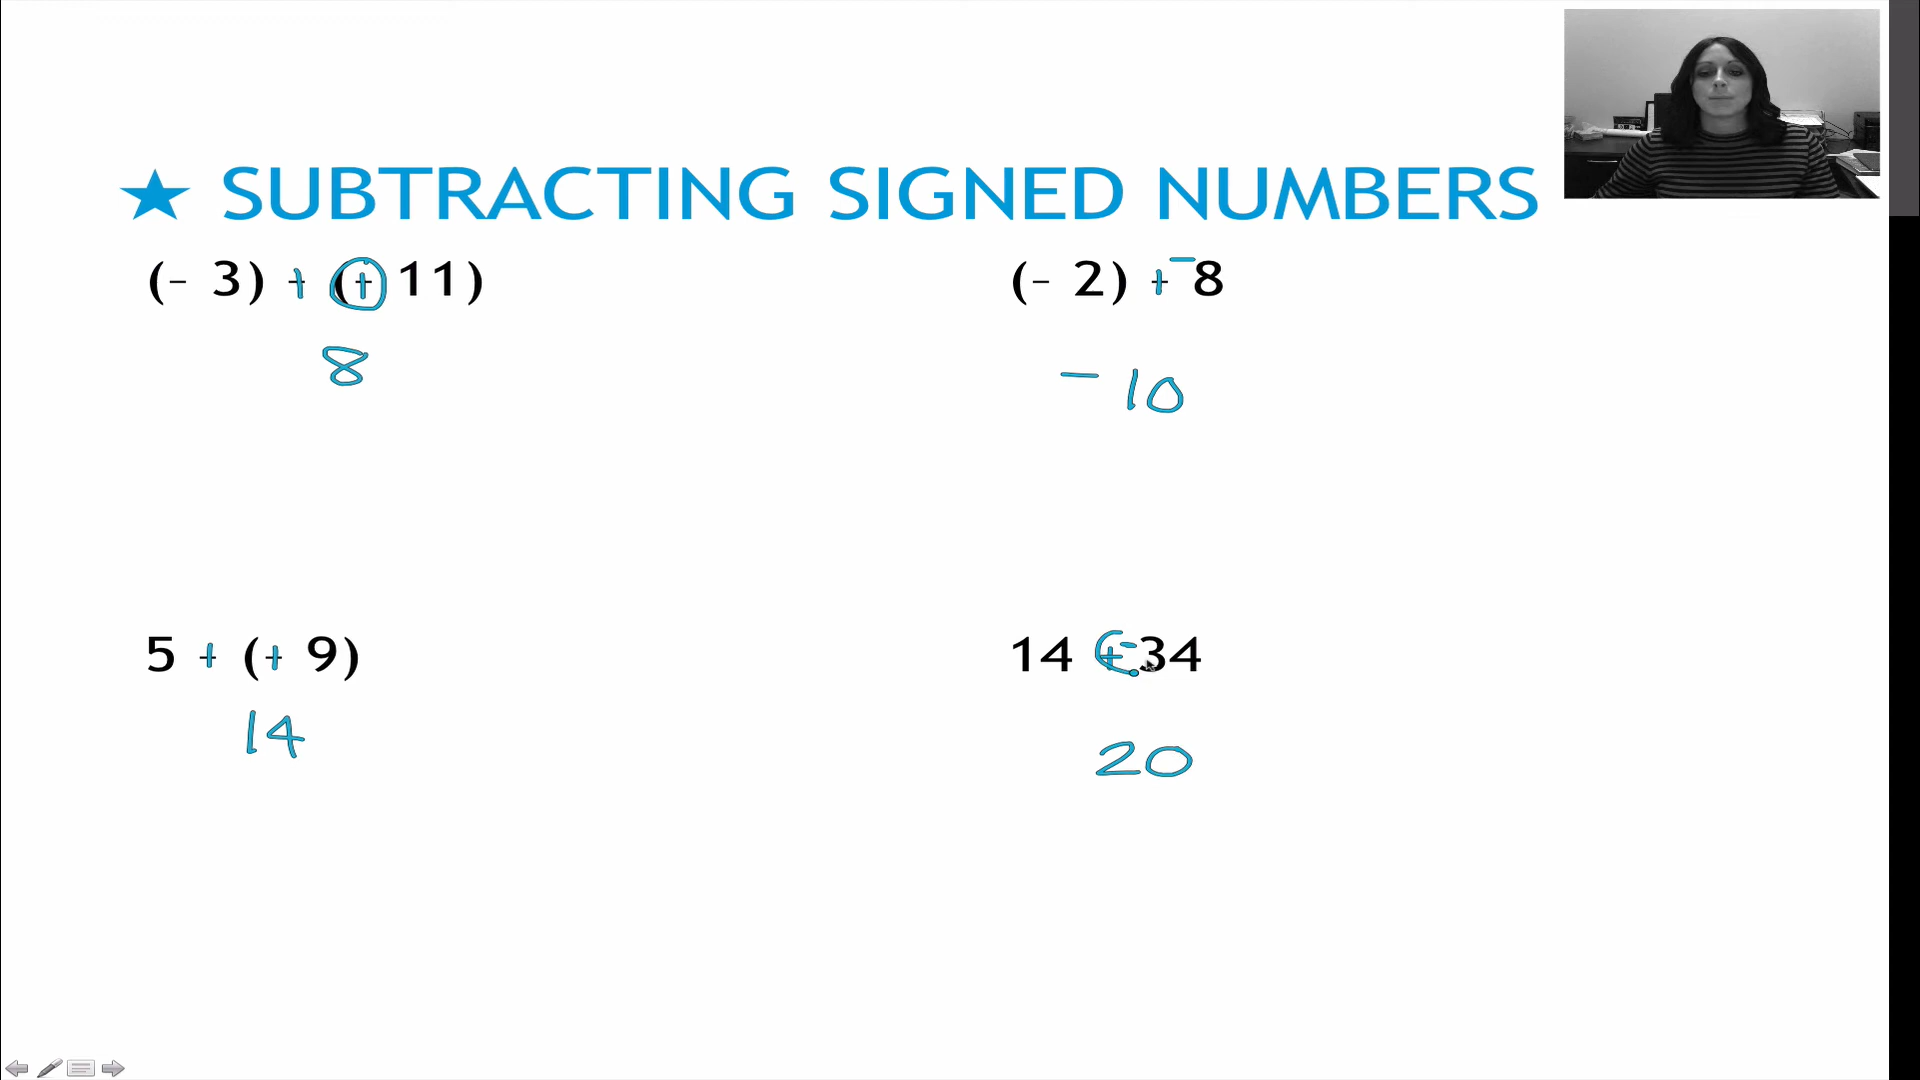 ★ SUBTRACTING SIGNED NUMBERS
(- 3) + (+ 11)
8
(- 2) + -8
- 10
5 + (+ 9)
14
14 + -34
20